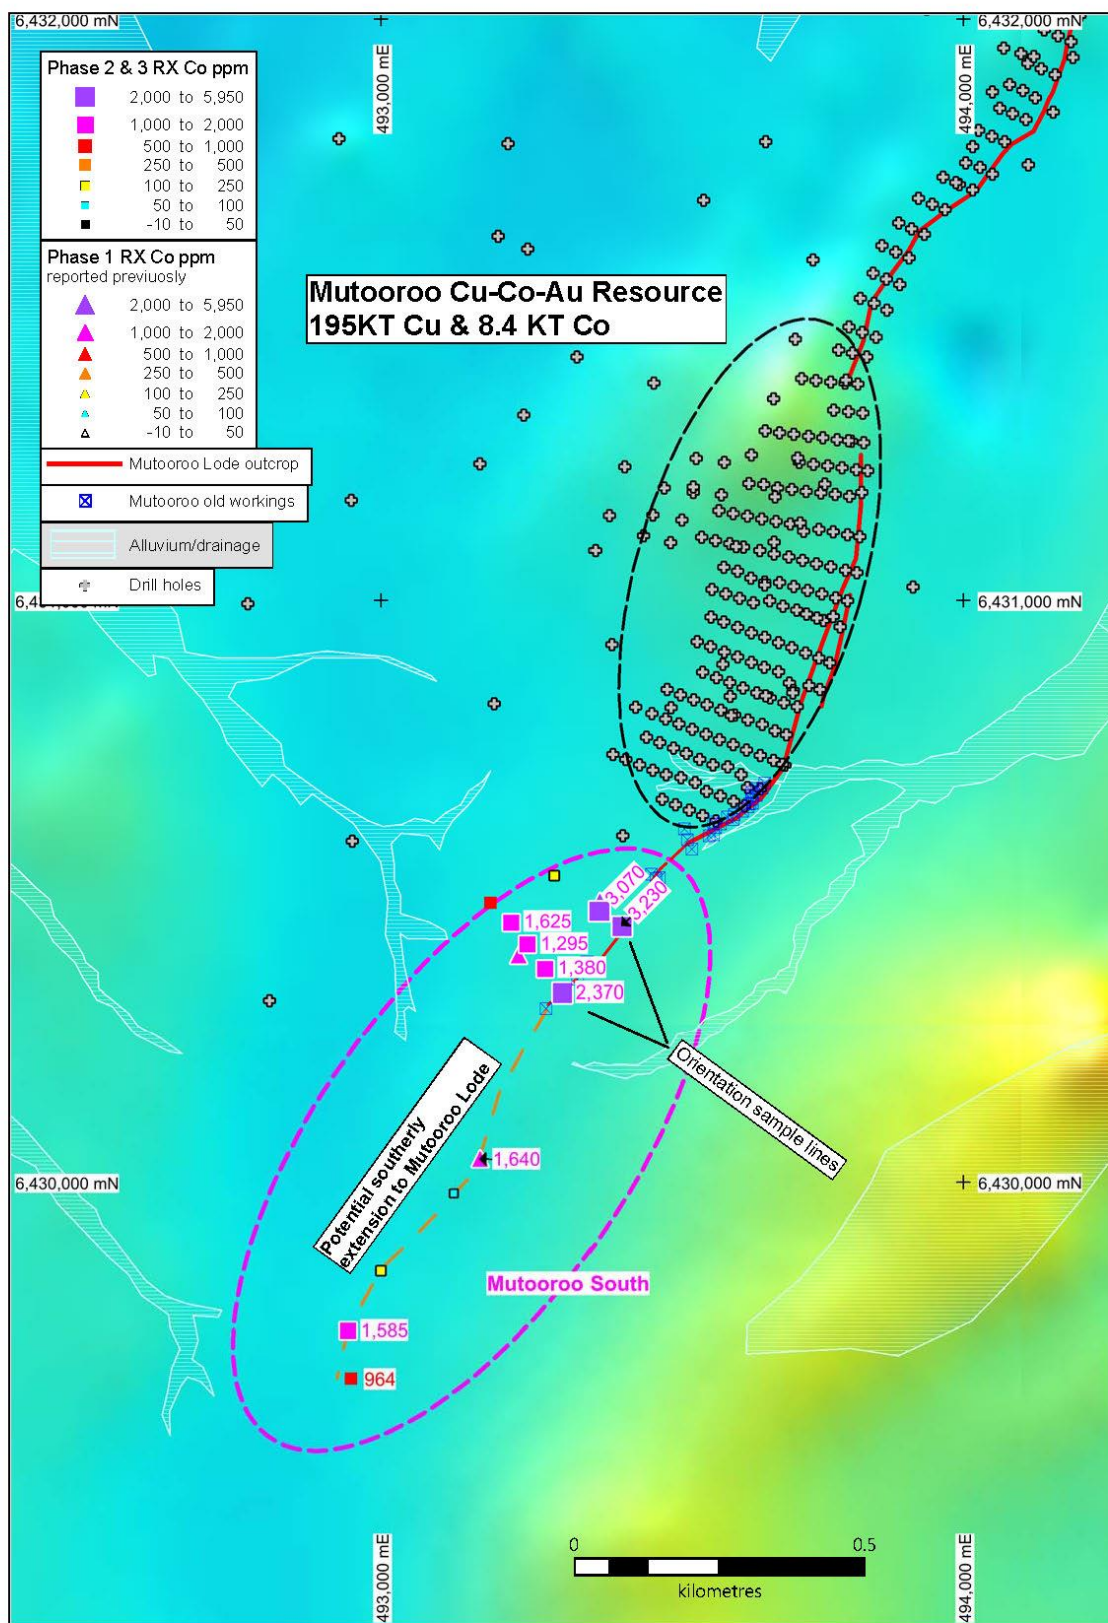 6,432,000 mN
493,000 mE
494,000 mE
6,432,000 mN
Phase 2 & 3 RX Co ppm
2,000 to 5,950
1,000 to 2,000
500 to 1,000
250 to 500
100 to 250
50 to 100
-10 to 50
Phase 1 RX Co ppm
reported previuosly
2,000 to 5,950
1,000 to 2,000
500 to 1,000
250 to 500
100 to 250
50 to 100
-10 to 50
Mutooroo Lode outcrop
Mutooroo old workings
Alluvium/drainage
Drill holes
Mutooroo Cu-Co-Au Resource
195KT Cu & 8.4 KT Co
6,431,000 mN
3,070
3,230
1,625
1,295
1,380
2,370
Orientation sample lines
Potential southerly
extension to Mutooroo Lode
1,640
6,430,000 mN
6,430,000 mN
Mutooroo South
1,585
964
0 0.5
kilometres
493,000 mE
494,000 mE